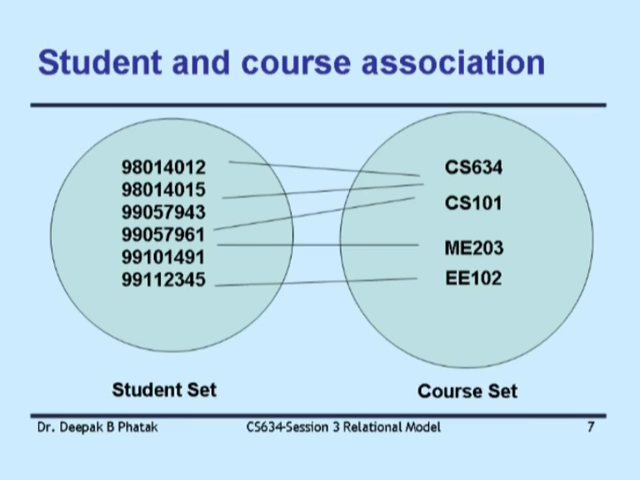 Student and course association
98014012
98014015
99057943
99057961
99101491
99112345
CS634
CS101
ME203
EE102
Student Set
Course Set
Dr. Deepak B Phatak
CS634-Session 3 Relational Model
7